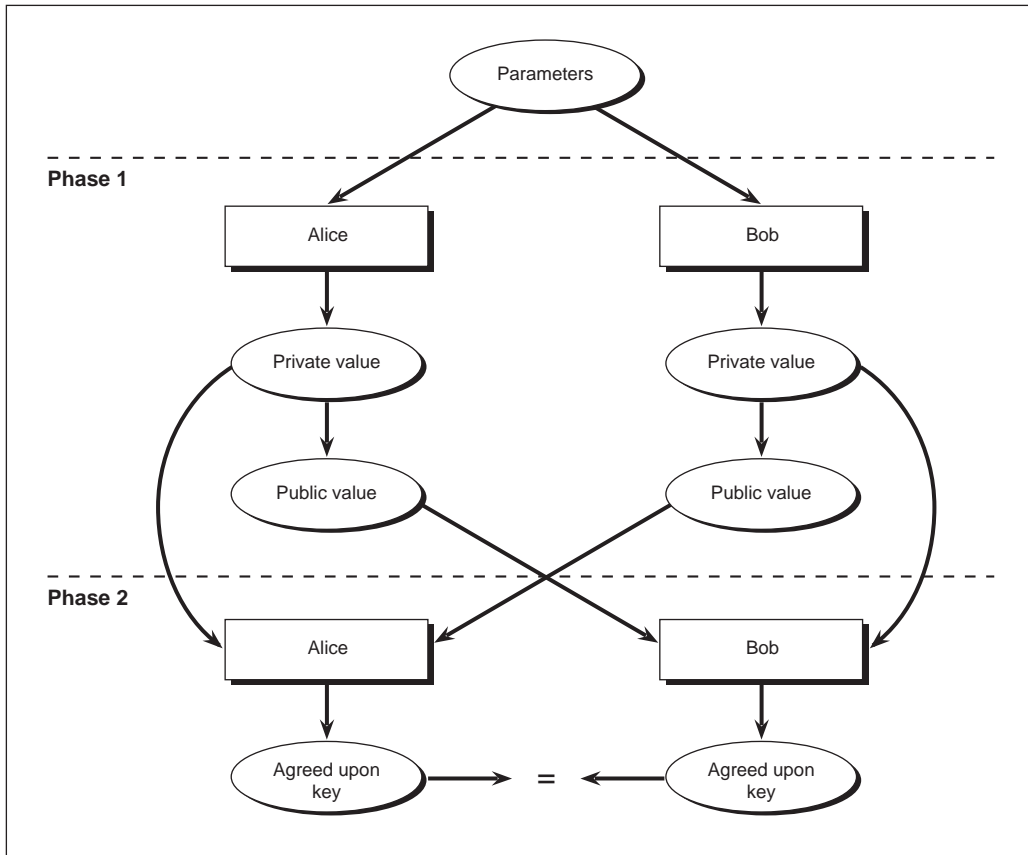 Parameters
Phase 1
Alice
Bob
Private value
Private value
Public value
Public value
Phase 2
Alice
Bob
Agreed upon
key
=
Agreed upon
key